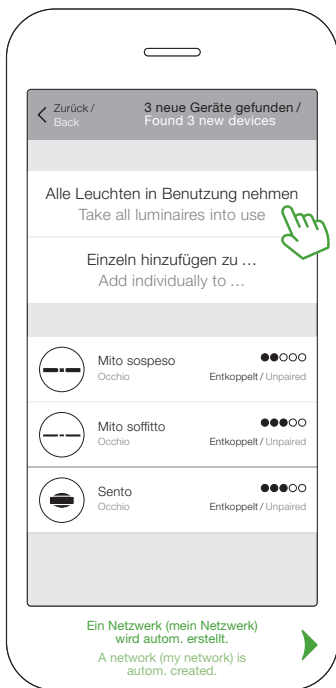 Zurück /
Back
3 neue Geräte gefunden /
Found 3 new devices
Alle Leuchten in Benutzung nehmen
Take all luminaires into use
Einzeln hinzufügen zu …
Add individually to …
Mito sospeso
Occhio
Entkoppelt / Unpaired
Mito soffitto
Occhio
Entkoppelt / Unpaired
Sento
Occhio
Entkoppelt / Unpaired
Ein Netzwerk (mein Netzwerk)
wird autom. erstellt.
A network (my network) is
autom. created.